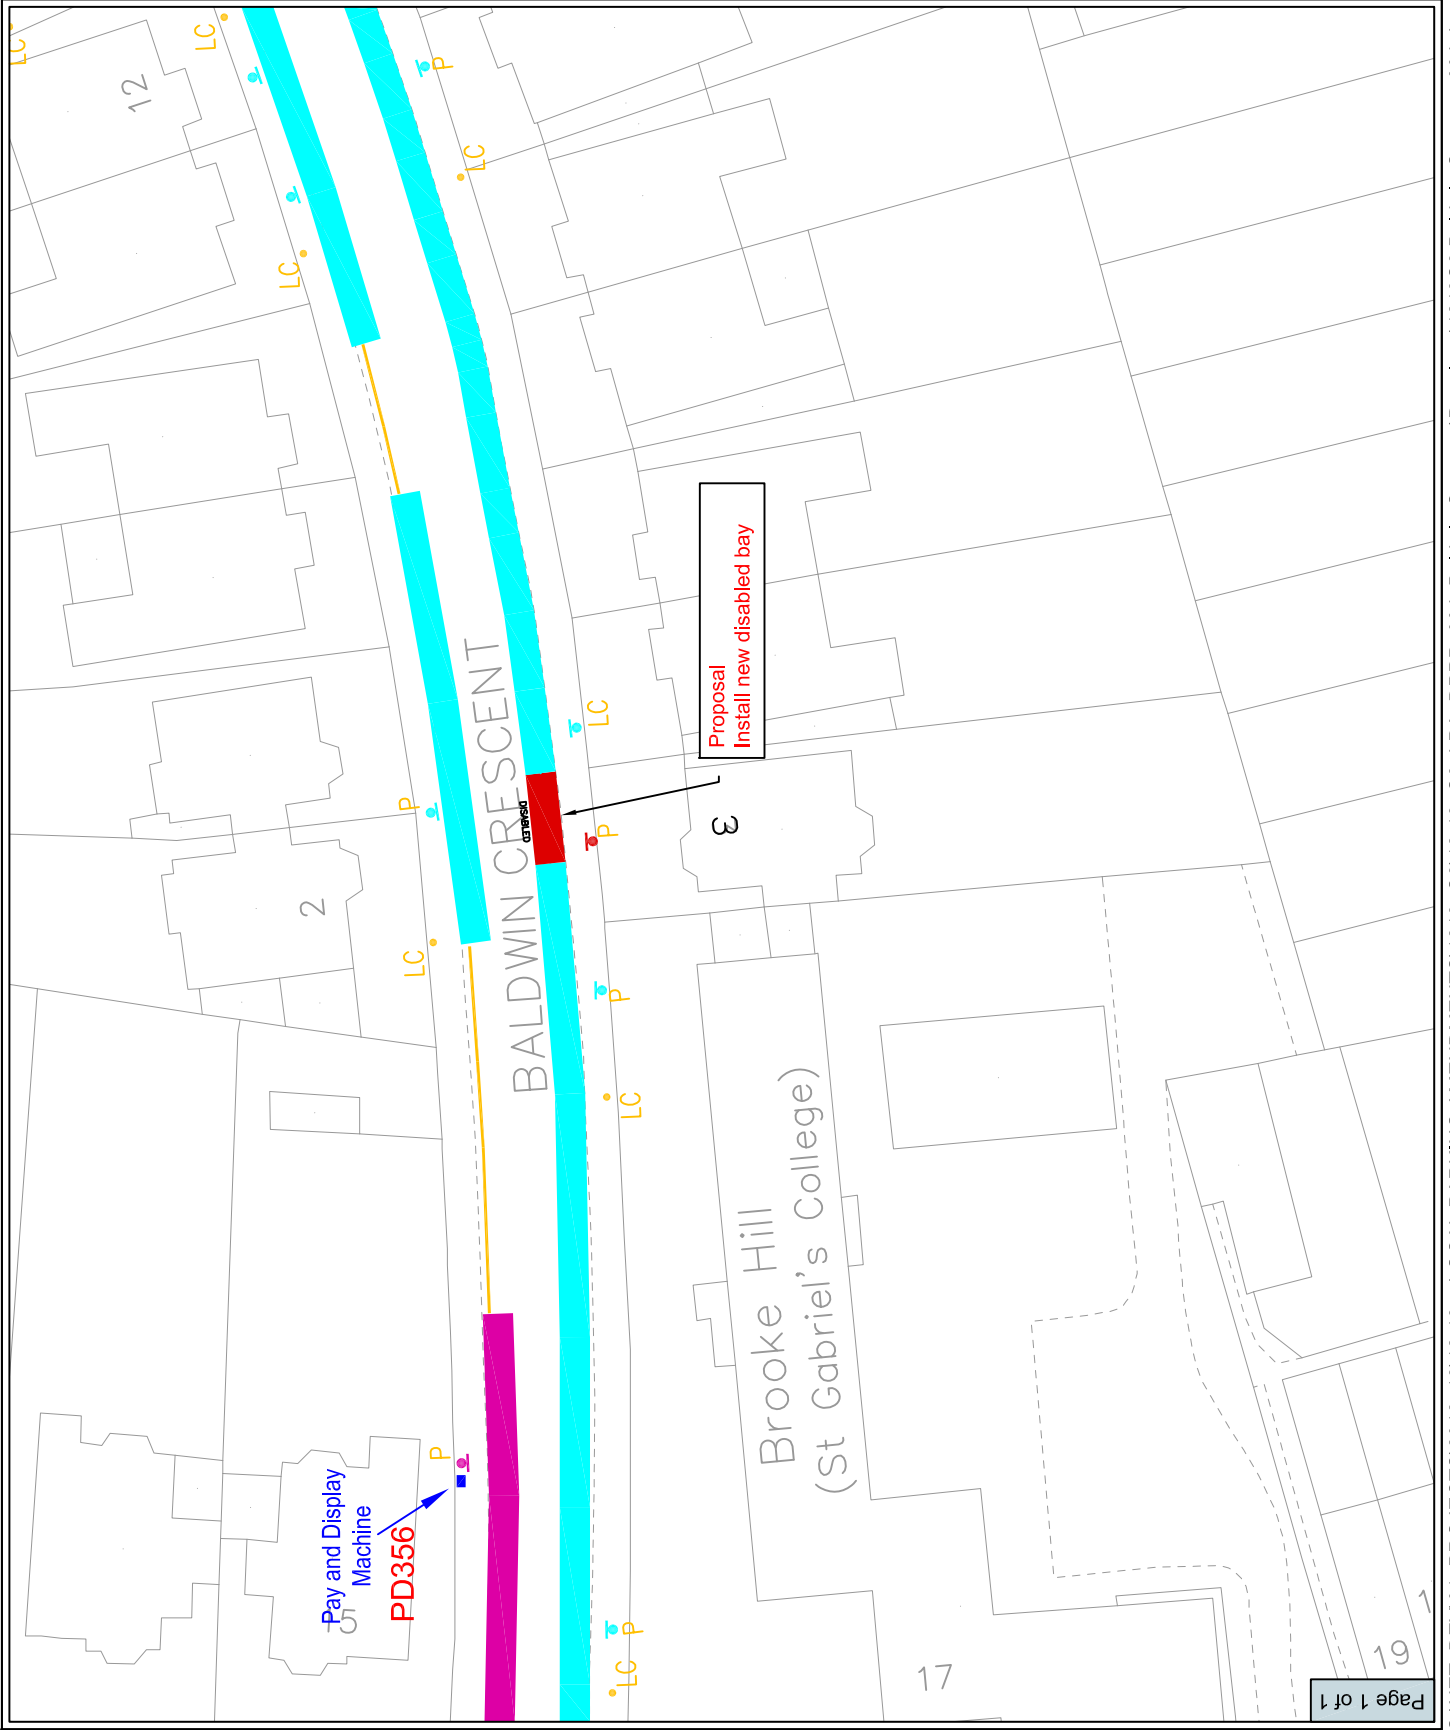 LC
LC
12
P
LC
LC
Proposal
Install new disabled bay
BALDWIN CRESCENT
DISABLED
LC
P
P
3
2
LC
P
LC
Brooke Hill
(St Gabriel's College)
P
Pay and Display
Machine
PD356
5
P
LC
17
19
Page 1 of 1